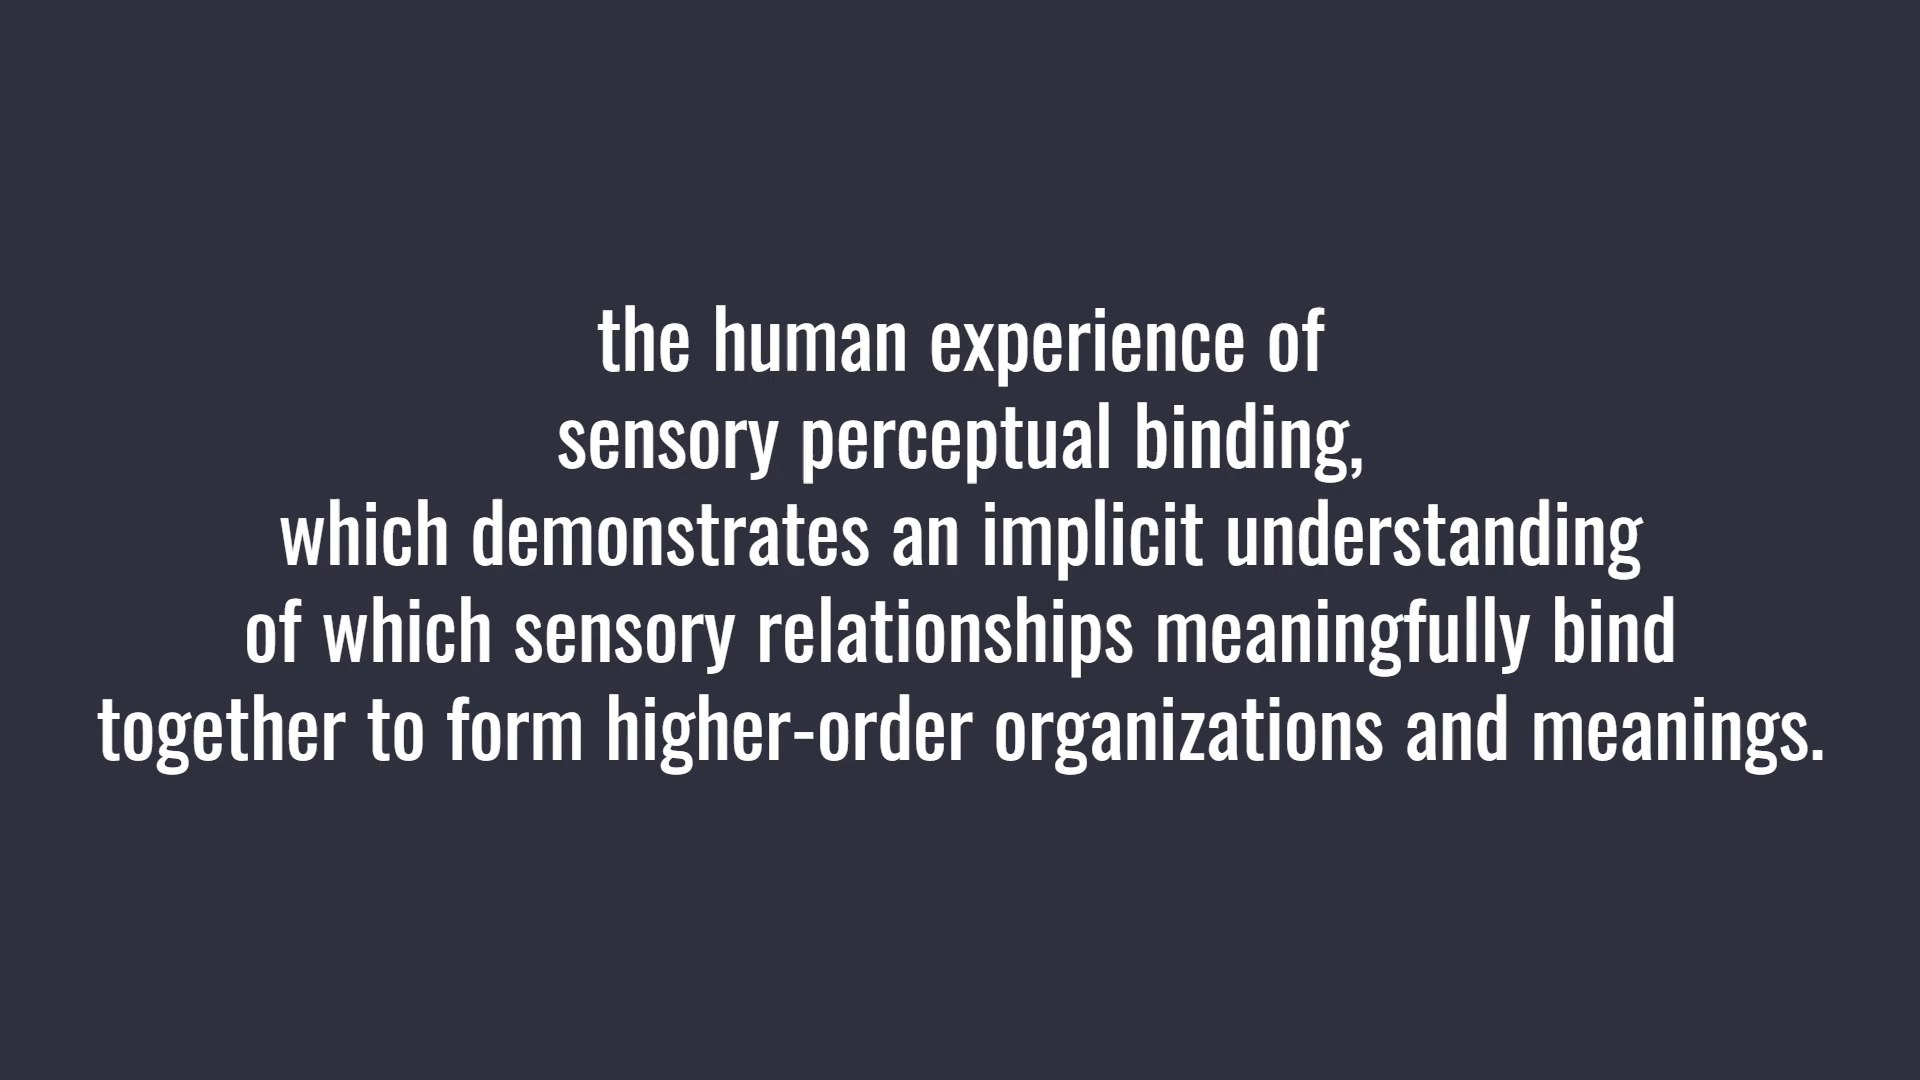 the human experience of
sensory perceptual binding,
which demonstrates an implicit understanding
of which sensory relationships meaningfully bind
together to form higher-order organizations and meanings.